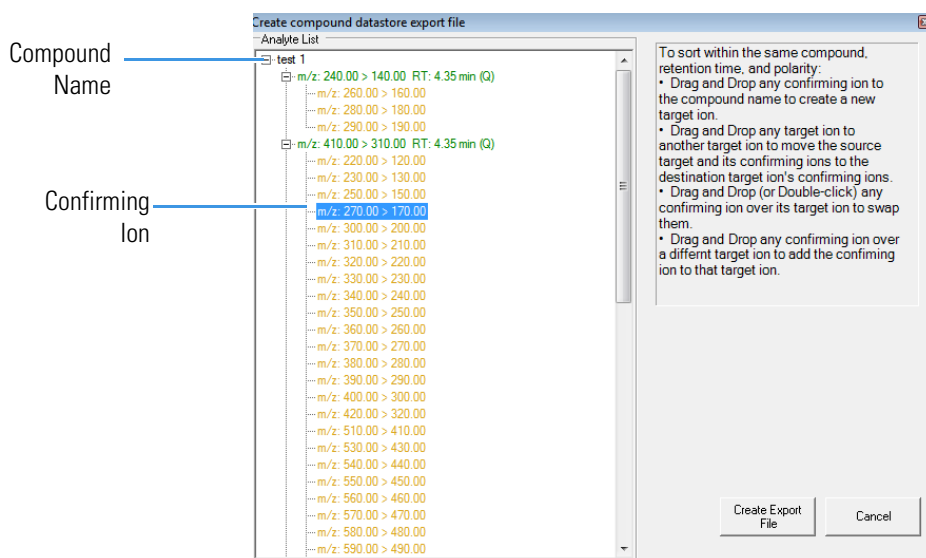 Create compound datastore export file
Analyte List
Compound
Name
test 1
m/z: 240.00 > 140.00 RT: 4.35 min (Q)
m/z: 260.00 > 160.00
m/z: 280.00 > 180.00
m/z: 290.00 > 190.00
m/z: 410.00 > 310.00 RT: 4.35 min (Q)
m/z: 220.00 > 120.00
m/z: 230.00 > 130.00
m/z: 250.00 > 150.00
Confirming
Ion
m/z: 270.00 > 170.00
m/z: 300.00 > 200.00
m/z: 310.00 > 210.00
m/z: 320.00 > 220.00
m/z: 330.00 > 230.00
m/z: 340.00 > 240.00
m/z: 350.00 > 250.00
m/z: 360.00 > 260.00
m/z: 370.00 > 270.00
m/z: 380.00 > 280.00
m/z: 390.00 > 290.00
m/z: 400.00 > 300.00
m/z: 420.00 > 320.00
m/z: 510.00 > 410.00
m/z: 530.00 > 430.00
m/z: 540.00 > 440.00
m/z: 550.00 > 450.00
m/z: 560.00 > 460.00
m/z: 570.00 > 470.00
m/z: 580.00 > 480.00
m/z: 590.00 > 490.00
To sort within the same compound,
retention time, and polarity:
• Drag and Drop any confirming ion to
the compound name to create a new
target ion.
• Drag and Drop any target ion to
another target ion to move the source
target and its confirming ions to the
destination target ion's confirming ions.
• Drag and Drop (or Double-click) any
confirming ion over its target ion to swap
them.
• Drag and Drop any confirming ion over
a differnt target ion to add the confiming
ion to that target ion.
Create Export
File
Cancel